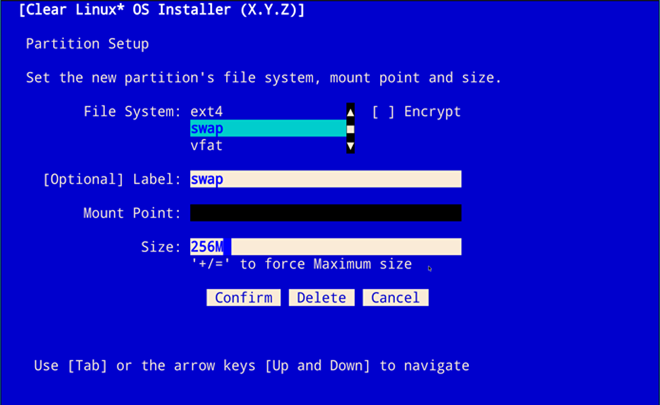 [Clear Linux* OS Installer (X.Y.Z)]
Partition Setup
Set the new partition's file system, mount point and size.
File System: ext4 [ ] Encrypt
swap
vfat
[Optional] Label: swap
Mount Point:
Size: 256M
'+/=' to force Maximum size
Confirm Delete Cancel
Use [Tab] or the arrow keys [Up and Down] to navigate